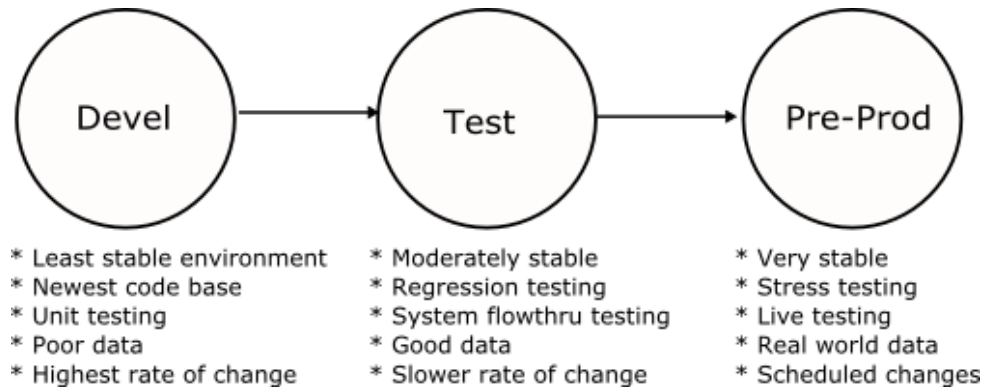 Devel
Test
Pre-Prod
* Least stable environment
* Newest code base
* Unit testing
* Poor data
* Highest rate of change
* Moderately stable
* Regression testing
* System flowthru testing
* Good data
* Slower rate of change
* Very stable
* Stress testing
* Live testing
* Real world data
* Scheduled changes